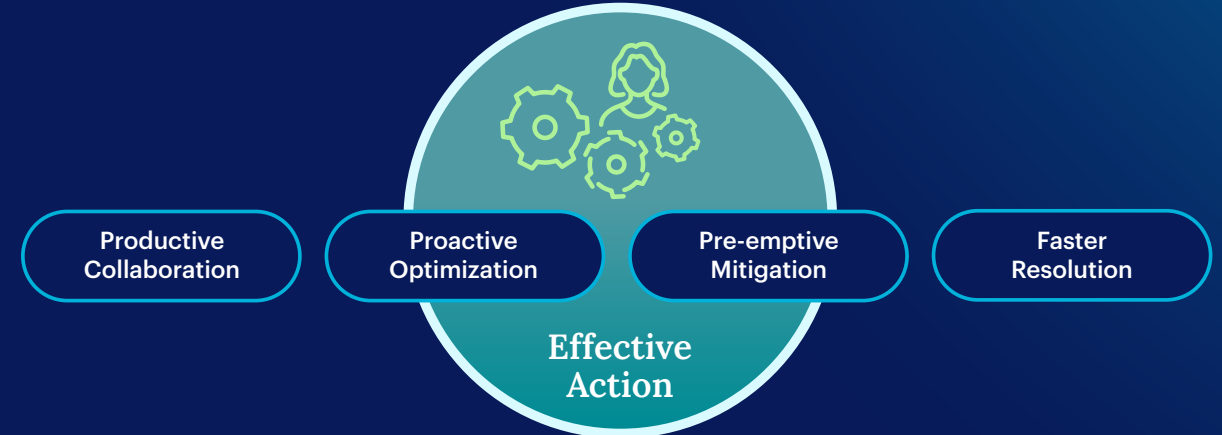 Productive
Collaboration
Proactive
Optimization
Pre-emptive
Mitigation
Faster
Resolution
Effective
Action